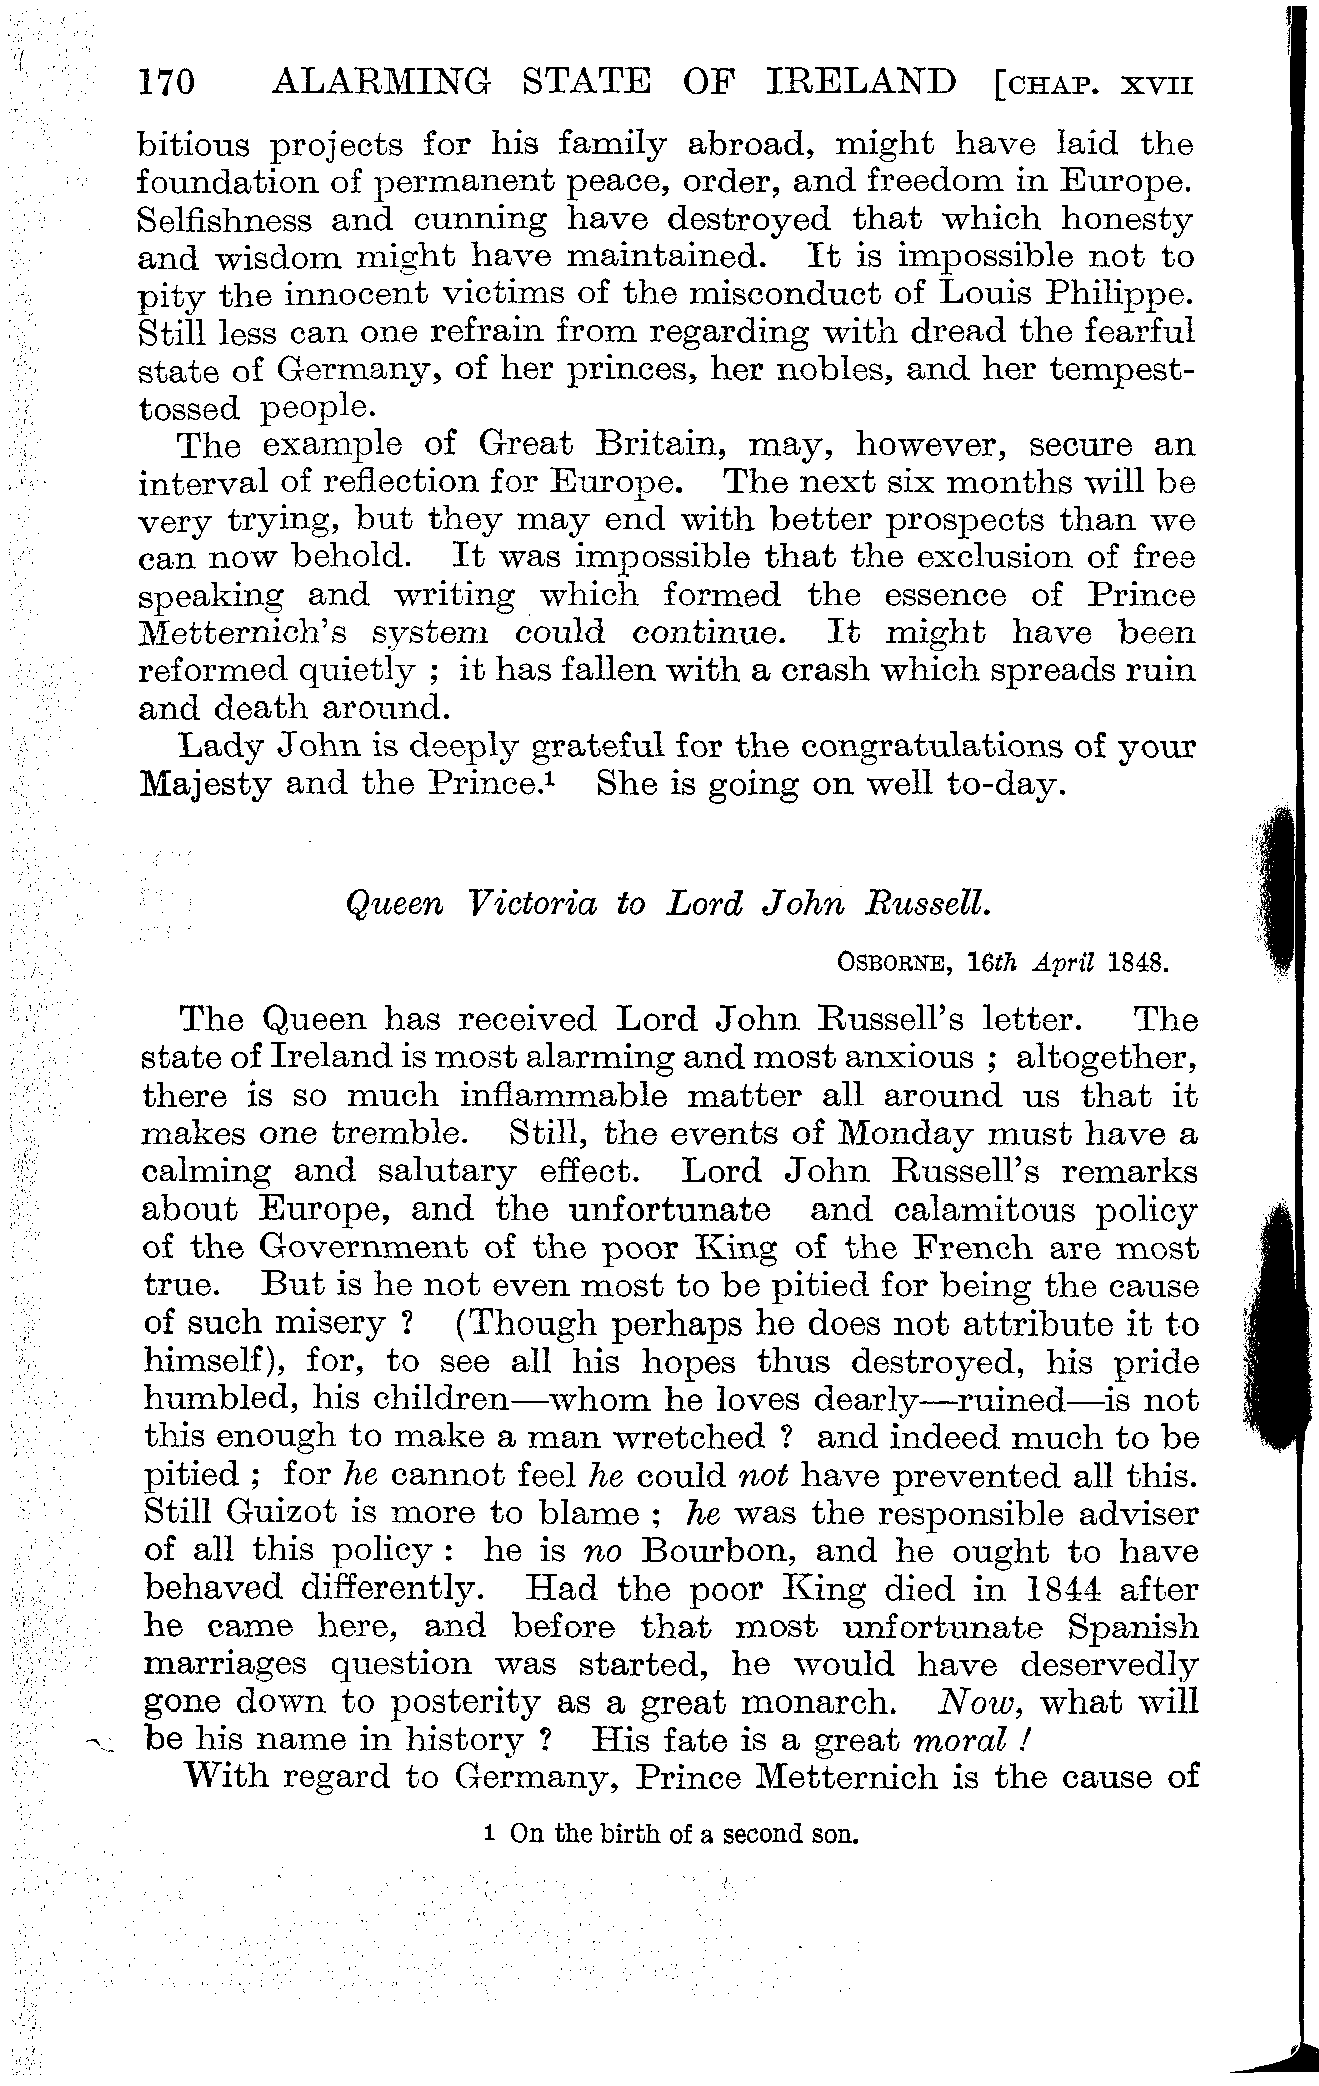 170 ALARMING STATE OF IRELAND [CHAP. XVII
bitious projects for his family abroad, might have laid the
foundation of permanent peace, order, and freedom in Europe.
Selfishness and cunning have destroyed that which honesty
and wisdom might have maintained. It is impossible not to
pity the innocent victims of the misconduct of Louis Philippe.
Still less can one refrain from regarding with dread the fearful
state of Germany, of her princes, her nobles, and her tempest-
tossed people.
The example of Great Britain, may, however, secure an
interval of reflection for Europe. The next six months will be
very trying, but they may end with better prospects than we
can now behold. It was impossible that the exclusion of free
speaking and writing which formed the essence of Prince
Metternich's system could continue. It might have been
reformed quietly ; it has fallen with a crash which spreads ruin
and death around.
Lady John is deeply grateful for the congratulations of your
Majesty and the Prince.¹ She is going on well to-day.
Queen Victoria to Lord John Russell.
OSBORNE, 16th April 1848.
The Queen has received Lord John Russell's letter. The
state of Ireland is most alarming and most anxious ; altogether,
there is so much inflammable matter all around us that it
makes one tremble. Still, the events of Monday must have a
calming and salutary effect. Lord John Russell's remarks
about Europe, and the unfortunate and calamitous policy
of the Government of the poor King of the French are most
true. But is he not even most to be pitied for being the cause
of such misery ? (Though perhaps he does not attribute it to
himself), for, to see all his hopes thus destroyed, his pride
humbled, his children—whom he loves dearly—ruined—is not
this enough to make a man wretched ? and indeed much to be
pitied ; for he cannot feel he could not have prevented all this.
Still Guizot is more to blame ; he was the responsible adviser
of all this policy : he is no Bourbon, and he ought to have
behaved differently. Had the poor King died in 1844 after
he came here, and before that most unfortunate Spanish
marriages question was started, he would have deservedly
gone down to posterity as a great monarch. Now, what will
be his name in history ? His fate is a great moral !
With regard to Germany, Prince Metternich is the cause of
1 On the birth of a second son.